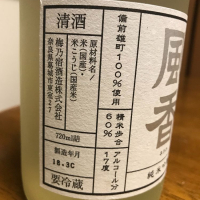 清酒
備前雄町100%使用
精米歩合60%
アルコール分17度
原材料名/
米(国産)・
米こうじ(国産米)
梅乃宿酒造株式会社
奈良県葛城市東室27
720ml詰
製造年月
18.3C
要冷蔵
風香
純米